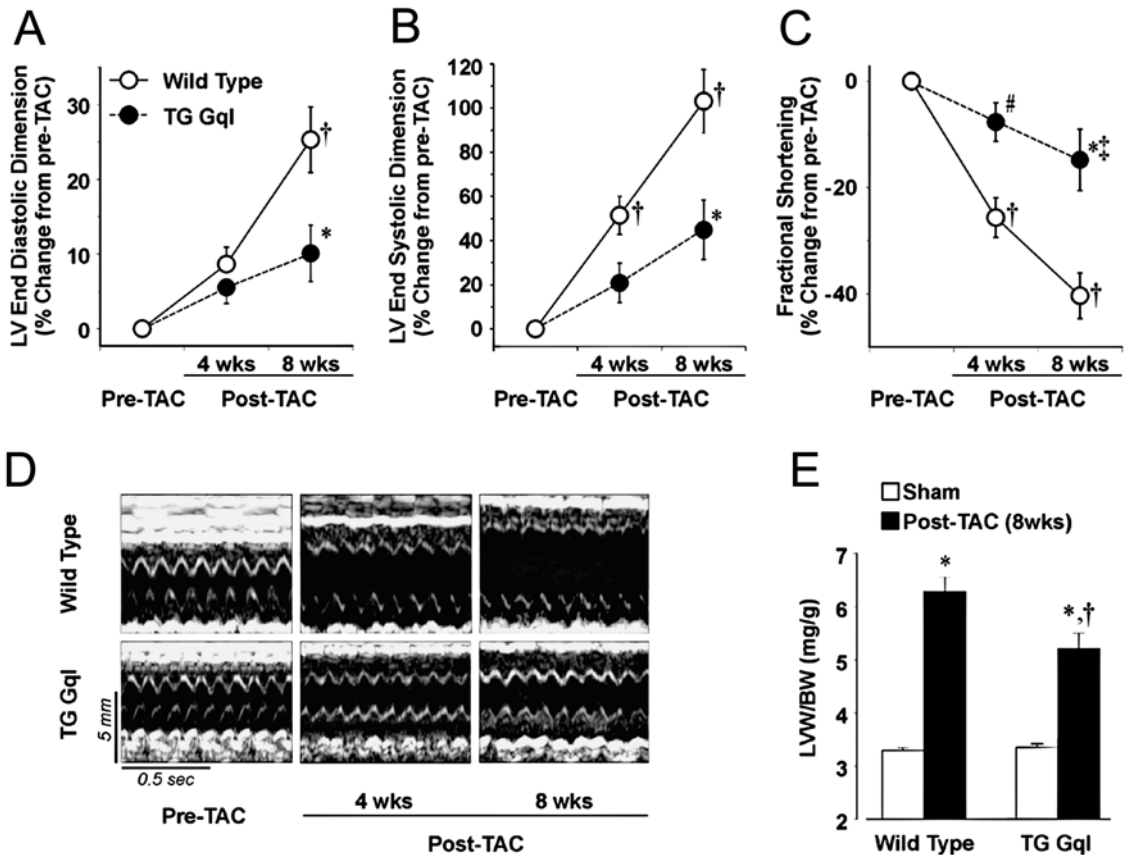 A
LV End Diastolic Dimension
(% Change from pre-TAC)
Wild Type
TG Gql
30
20
10
0
†
*
4 wks 8 wks
Pre-TAC Post-TAC
B
LV End Systolic Dimension
(% Change from pre-TAC)
120
100
80
60
40
20
0
†
†
*
4 wks 8 wks
Pre-TAC Post-TAC
C
Fractional Shortening
(% Change from pre-TAC)
0
-20
-40
#
*‡
†
†
4 wks 8 wks
Pre-TAC Post-TAC
D
Wild Type
TG Gql
5 mm
0.5 sec
Pre-TAC
4 wks 8 wks
Post-TAC
E
Sham
Post-TAC (8wks)
LVW/BW (mg/g)
7
6
5
4
3
2
*
*,†
Wild Type TG Gql